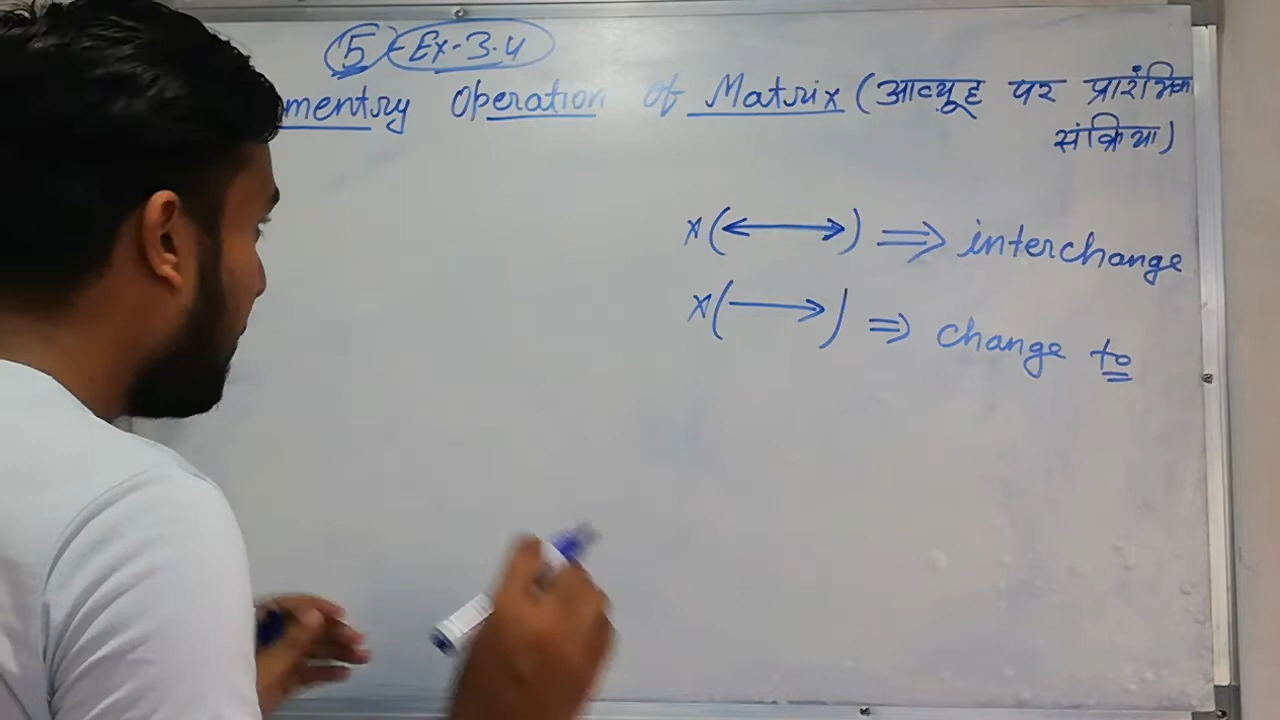 5 Ex-3.4
mentry Operation of Matrix (आव्यूह पर प्रारंभिक
संक्रिया)
*(↔) ⇒ interchange
*(→) ⇒ change to